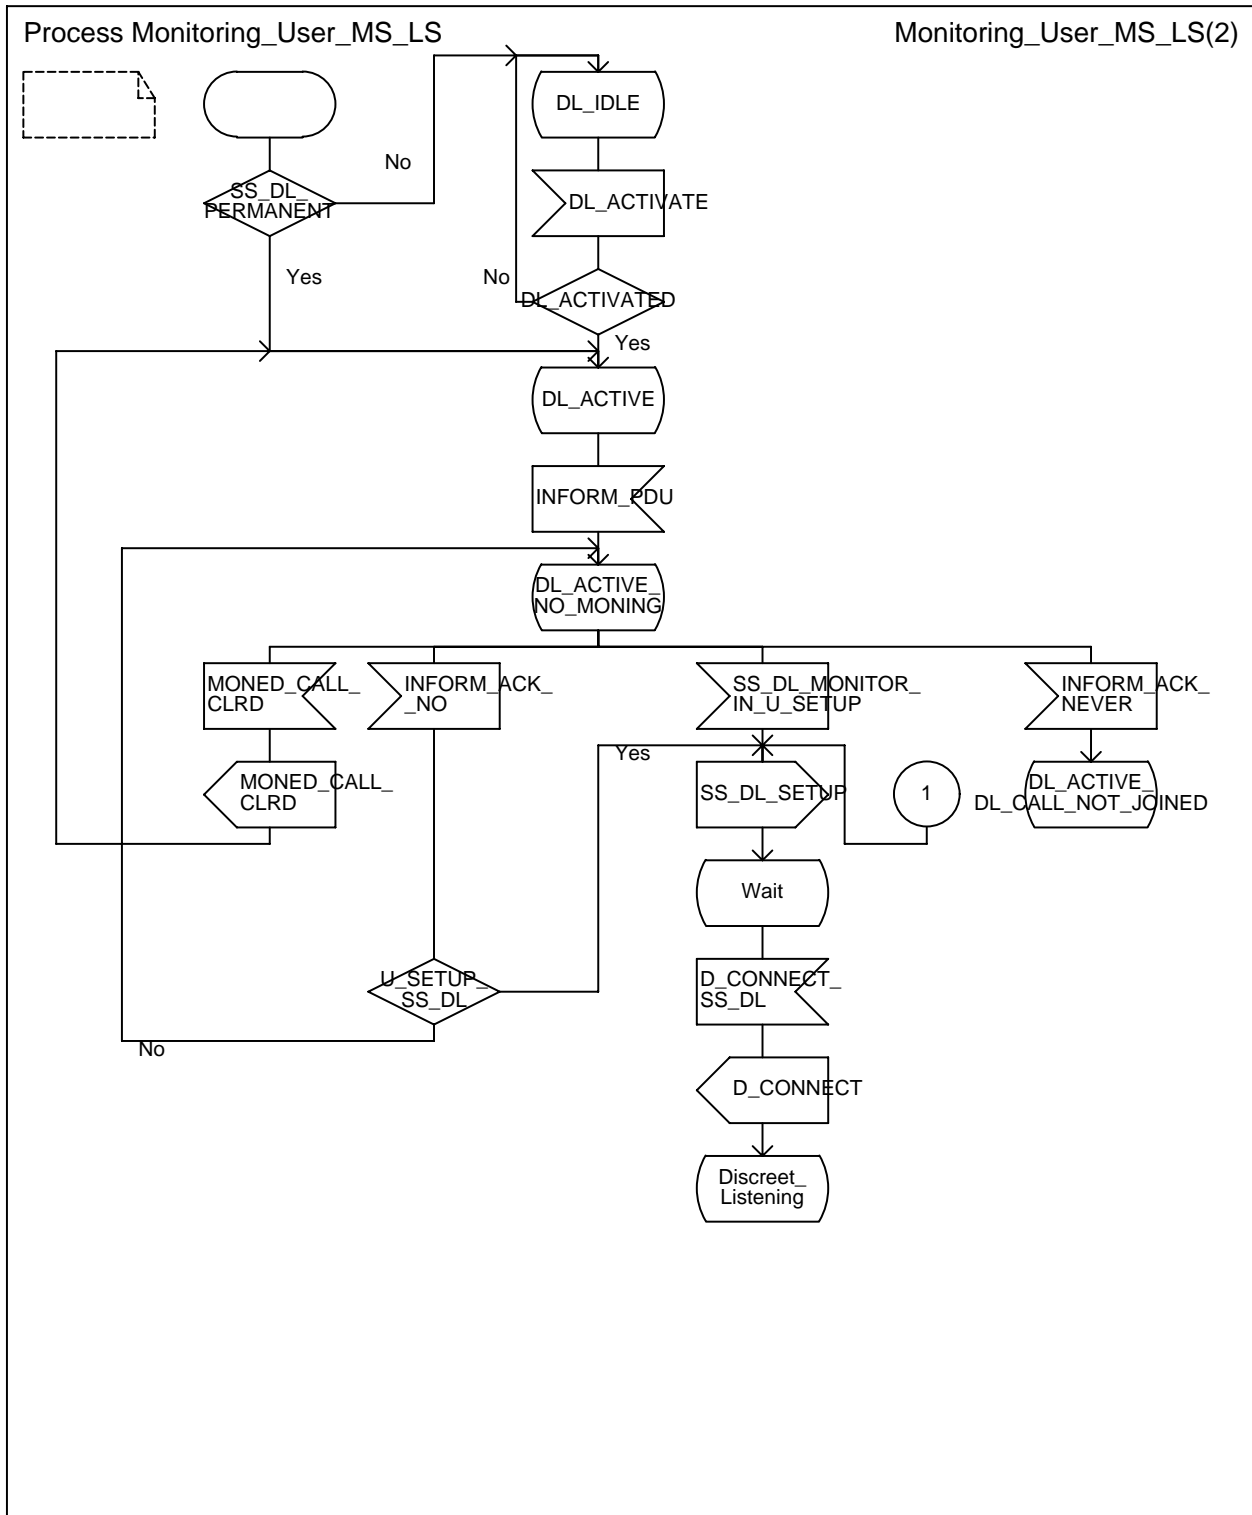 Process Monitoring_User_MS_LS
Monitoring_User_MS_LS(2)
DL_IDLE
No
SS_DL_
PERMANENT
DL_ACTIVATE
Yes
No
DL_ACTIVATED
Yes
DL_ACTIVE
INFORM_PDU
DL_ACTIVE_
NO_MONING
MONED_CALL_
CLRD
INFORM_ACK_
_NO
SS_DL_MONITOR_
IN_U_SETUP
INFORM_ACK_
NEVER
Yes
MONED_CALL_
CLRD
SS_DL_SETUP
1
DL_ACTIVE_
DL_CALL_NOT_JOINED
Wait
U_SETUP_
SS_DL
D_CONNECT_
SS_DL
No
D_CONNECT
Discreet_
Listening